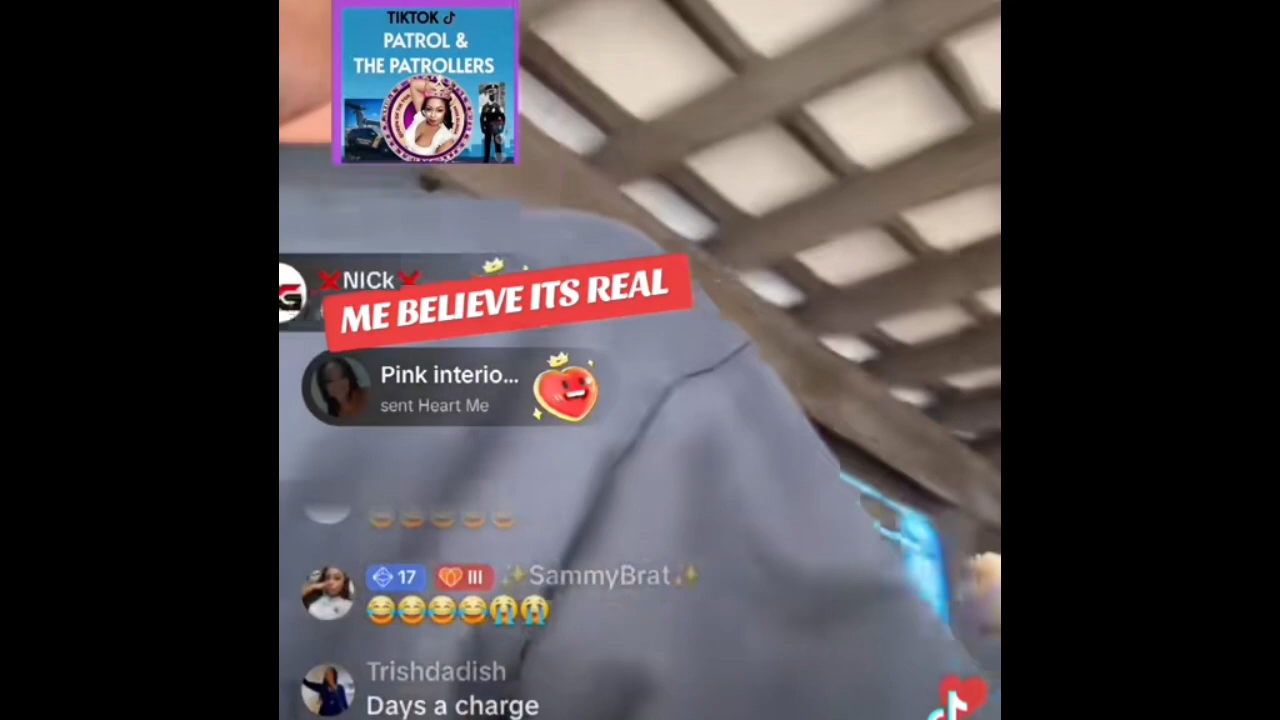 TIKTOK
PATROL &
THE PATROLLERS
❌NICk❌
ME BELIEVE ITS REAL
Pink interio...
sent Heart Me
😂😂😂😂😂
17 III ✨SammyBrat✨
😂😂😂😂😭😭
Trishdadish
Days a charge